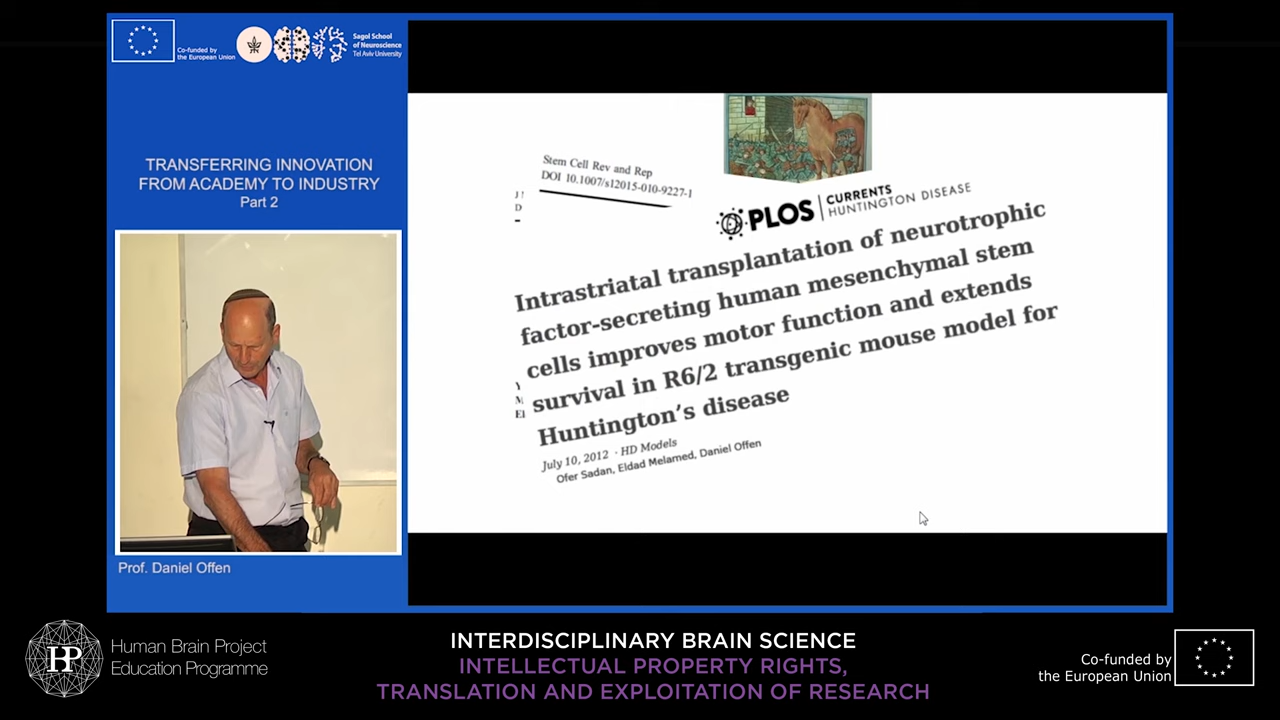 Co-funded by
the European Union
Sagol School
of Neuroscience
Tel Aviv University
TRANSFERRING INNOVATION
FROM ACADEMY TO INDUSTRY
Part 2
Prof. Daniel Offen
Stem Cell Rev and Rep
DOI 10.1007/s12015-010-9227-1
PLOS
CURRENTS
HUNTINGTON DISEASE
Intrastriatal transplantation of neurotrophic
factor-secreting human mesenchymal stem
cells improves motor function and extends
survival in R6/2 transgenic mouse model for
Huntington’s disease
July 10, 2012 · HD Models
Ofer Sadan, Eldad Melamed, Daniel Offen
HP
Human Brain Project
Education Programme
INTERDISCIPLINARY BRAIN SCIENCE
INTELLECTUAL PROPERTY RIGHTS,
TRANSLATION AND EXPLOITATION OF RESEARCH
Co-funded by
the European Union